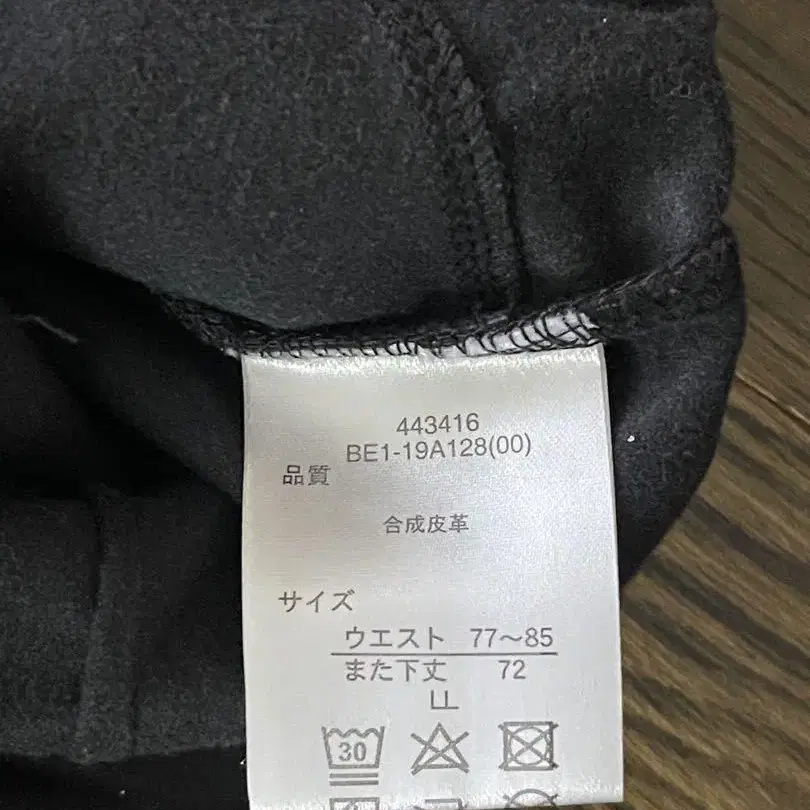 443416
BE1-19A128(00)
品質
合成皮革
サイズ
ウエスト 77～85
また下丈 72
LL
30